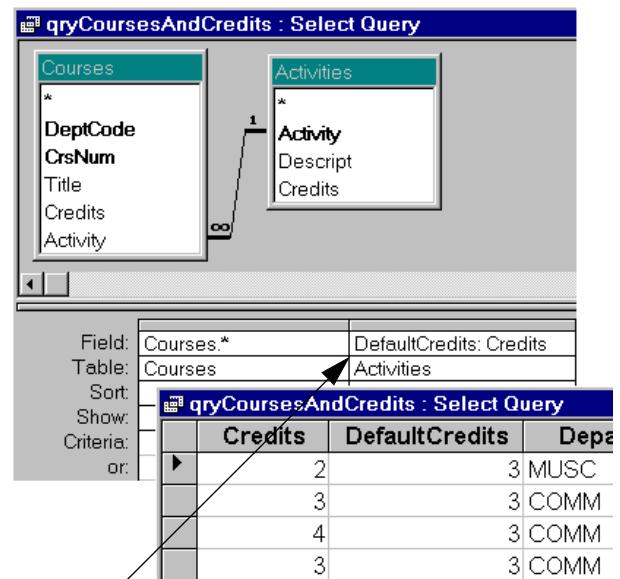 qryCoursesAndCredits : Select Query
Courses
*
DeptCode
CrsNum
Title
Credits
Activity
Activities
*
Activity
Descript
Credits
1
∞
Field: Courses.* DefaultCredits: Credits
Table: Courses Activities
Sort:
Show:
Criteria:
or:
qryCoursesAndCredits : Select Query
Credits DefaultCredits Depa
2 3 MUSC
3 3 COMM
4 3 COMM
3 3 COMM